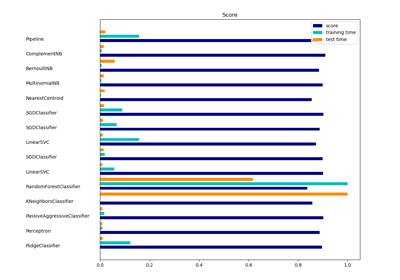 Score
score
training time
test time
Pipeline
ComplementNB
BernoulliNB
MultinomialNB
NearestCentroid
SGDClassifier
SGDClassifier
LinearSVC
SGDClassifier
LinearSVC
RandomForestClassifier
KNeighborsClassifier
PassiveAggressiveClassifier
Perceptron
RidgeClassifier
0.0 0.2 0.4 0.6 0.8 1.0